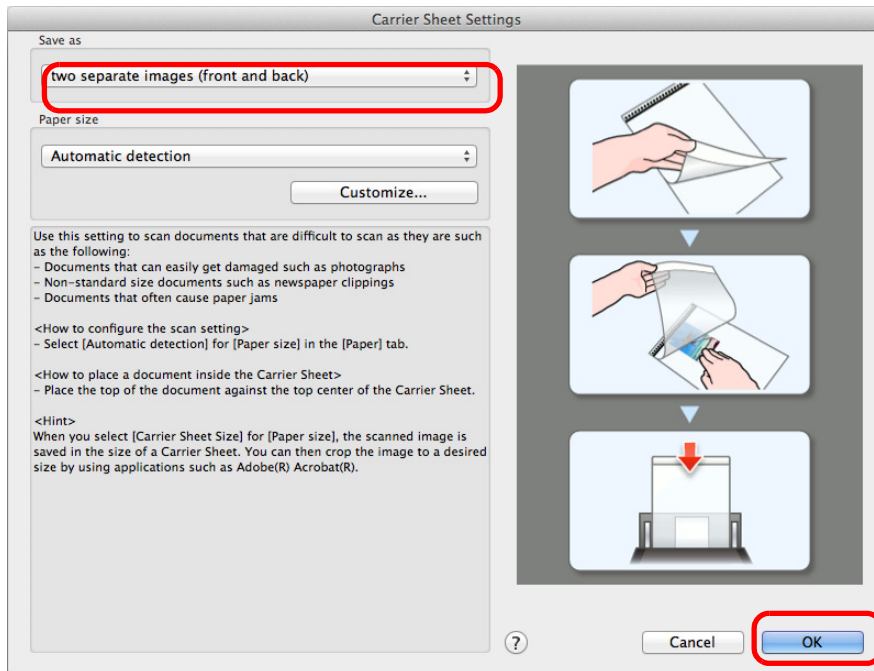 Carrier Sheet Settings
Save as
two separate images (front and back)
Paper size
Automatic detection
Customize...
Use this setting to scan documents that are difficult to scan as they are such
as the following:
– Documents that can easily get damaged such as photographs
– Non-standard size documents such as newspaper clippings
– Documents that often cause paper jams
<How to configure the scan setting>
– Select [Automatic detection] for [Paper size] in the [Paper] tab.
<How to place a document inside the Carrier Sheet>
– Place the top of the document against the top center of the Carrier Sheet.
<Hint>
When you select [Carrier Sheet Size] for [Paper size], the scanned image is
saved in the size of a Carrier Sheet. You can then crop the image to a desired
size by using applications such as Adobe(R) Acrobat(R).
?
Cancel
OK